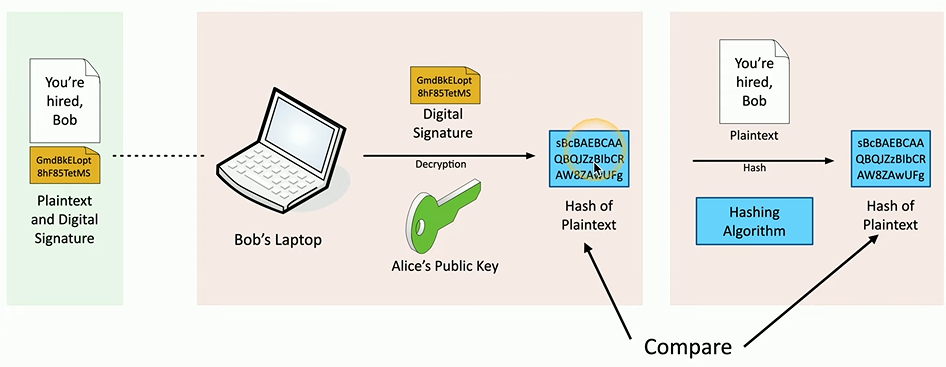 You're
hired,
Bob
GmdBkELopt
8hF85TetMS
Plaintext
and Digital
Signature
Bob's Laptop
GmdBkELopt
8hF85TetMS
Digital
Signature
Decryption
Alice's Public Key
sBcBAEBCAA
QBQJZzBIbCR
AW8ZAwUFg
Hash of
Plaintext
You're
hired,
Bob
Plaintext
Hash
Hashing
Algorithm
sBcBAEBCAA
QBQJZzBIbCR
AW8ZAwUFg
Hash of
Plaintext
Compare